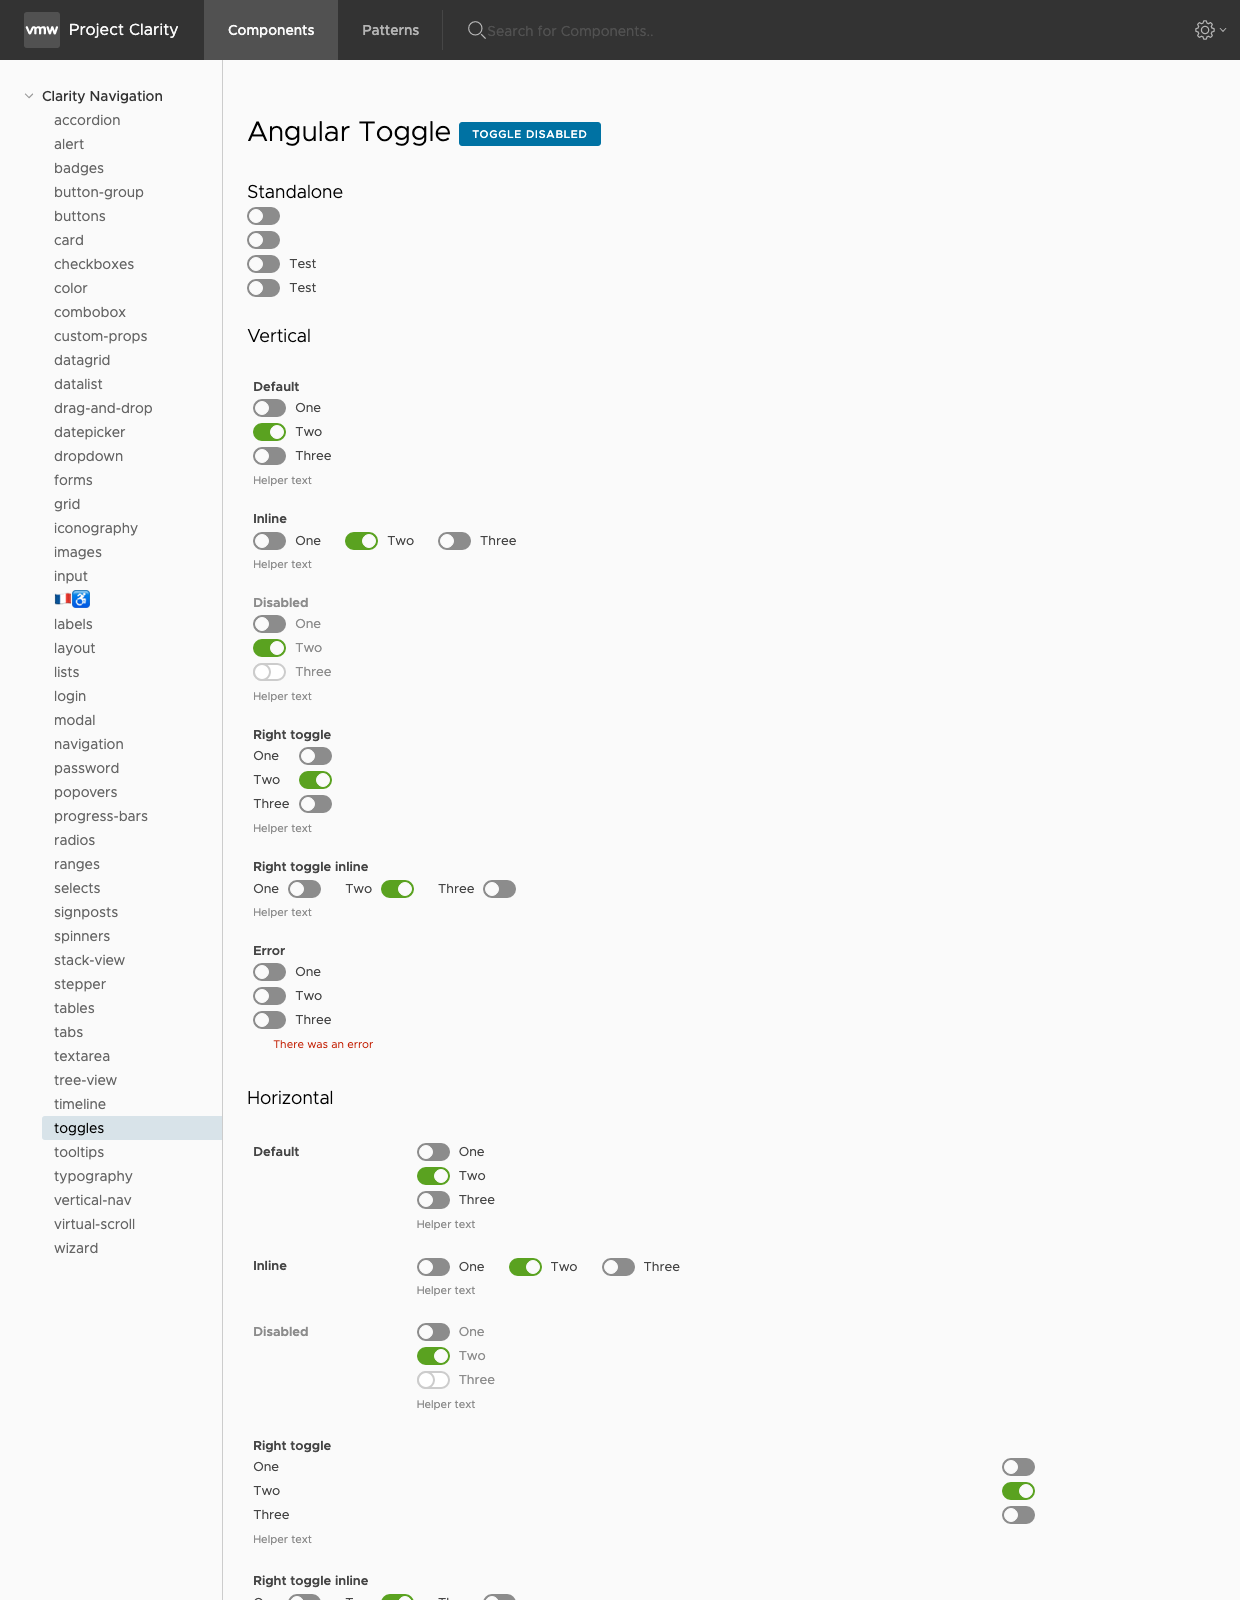 vmw Project Clarity Components Patterns Search for Components..
Clarity Navigation
accordion
alert
badges
button-group
buttons
card
checkboxes
color
combobox
custom-props
datagrid
datalist
drag-and-drop
datepicker
dropdown
forms
grid
iconography
images
input
🇫🇷♿
labels
layout
lists
login
modal
navigation
password
popovers
progress-bars
radios
ranges
selects
signposts
spinners
stack-view
stepper
tables
tabs
textarea
tree-view
timeline
toggles
tooltips
typography
vertical-nav
virtual-scroll
wizard
Angular Toggle TOGGLE DISABLED
Standalone
Test
Test
Vertical
Default
One
Two
Three
Helper text
Inline
One Two Three
Helper text
Disabled
One
Two
Three
Helper text
Right toggle
One
Two
Three
Helper text
Right toggle inline
One Two Three
Helper text
Error
One
Two
Three
There was an error
Horizontal
Default
One
Two
Three
Helper text
Inline
One Two Three
Helper text
Disabled
One
Two
Three
Helper text
Right toggle
One
Two
Three
Helper text
Right toggle inline